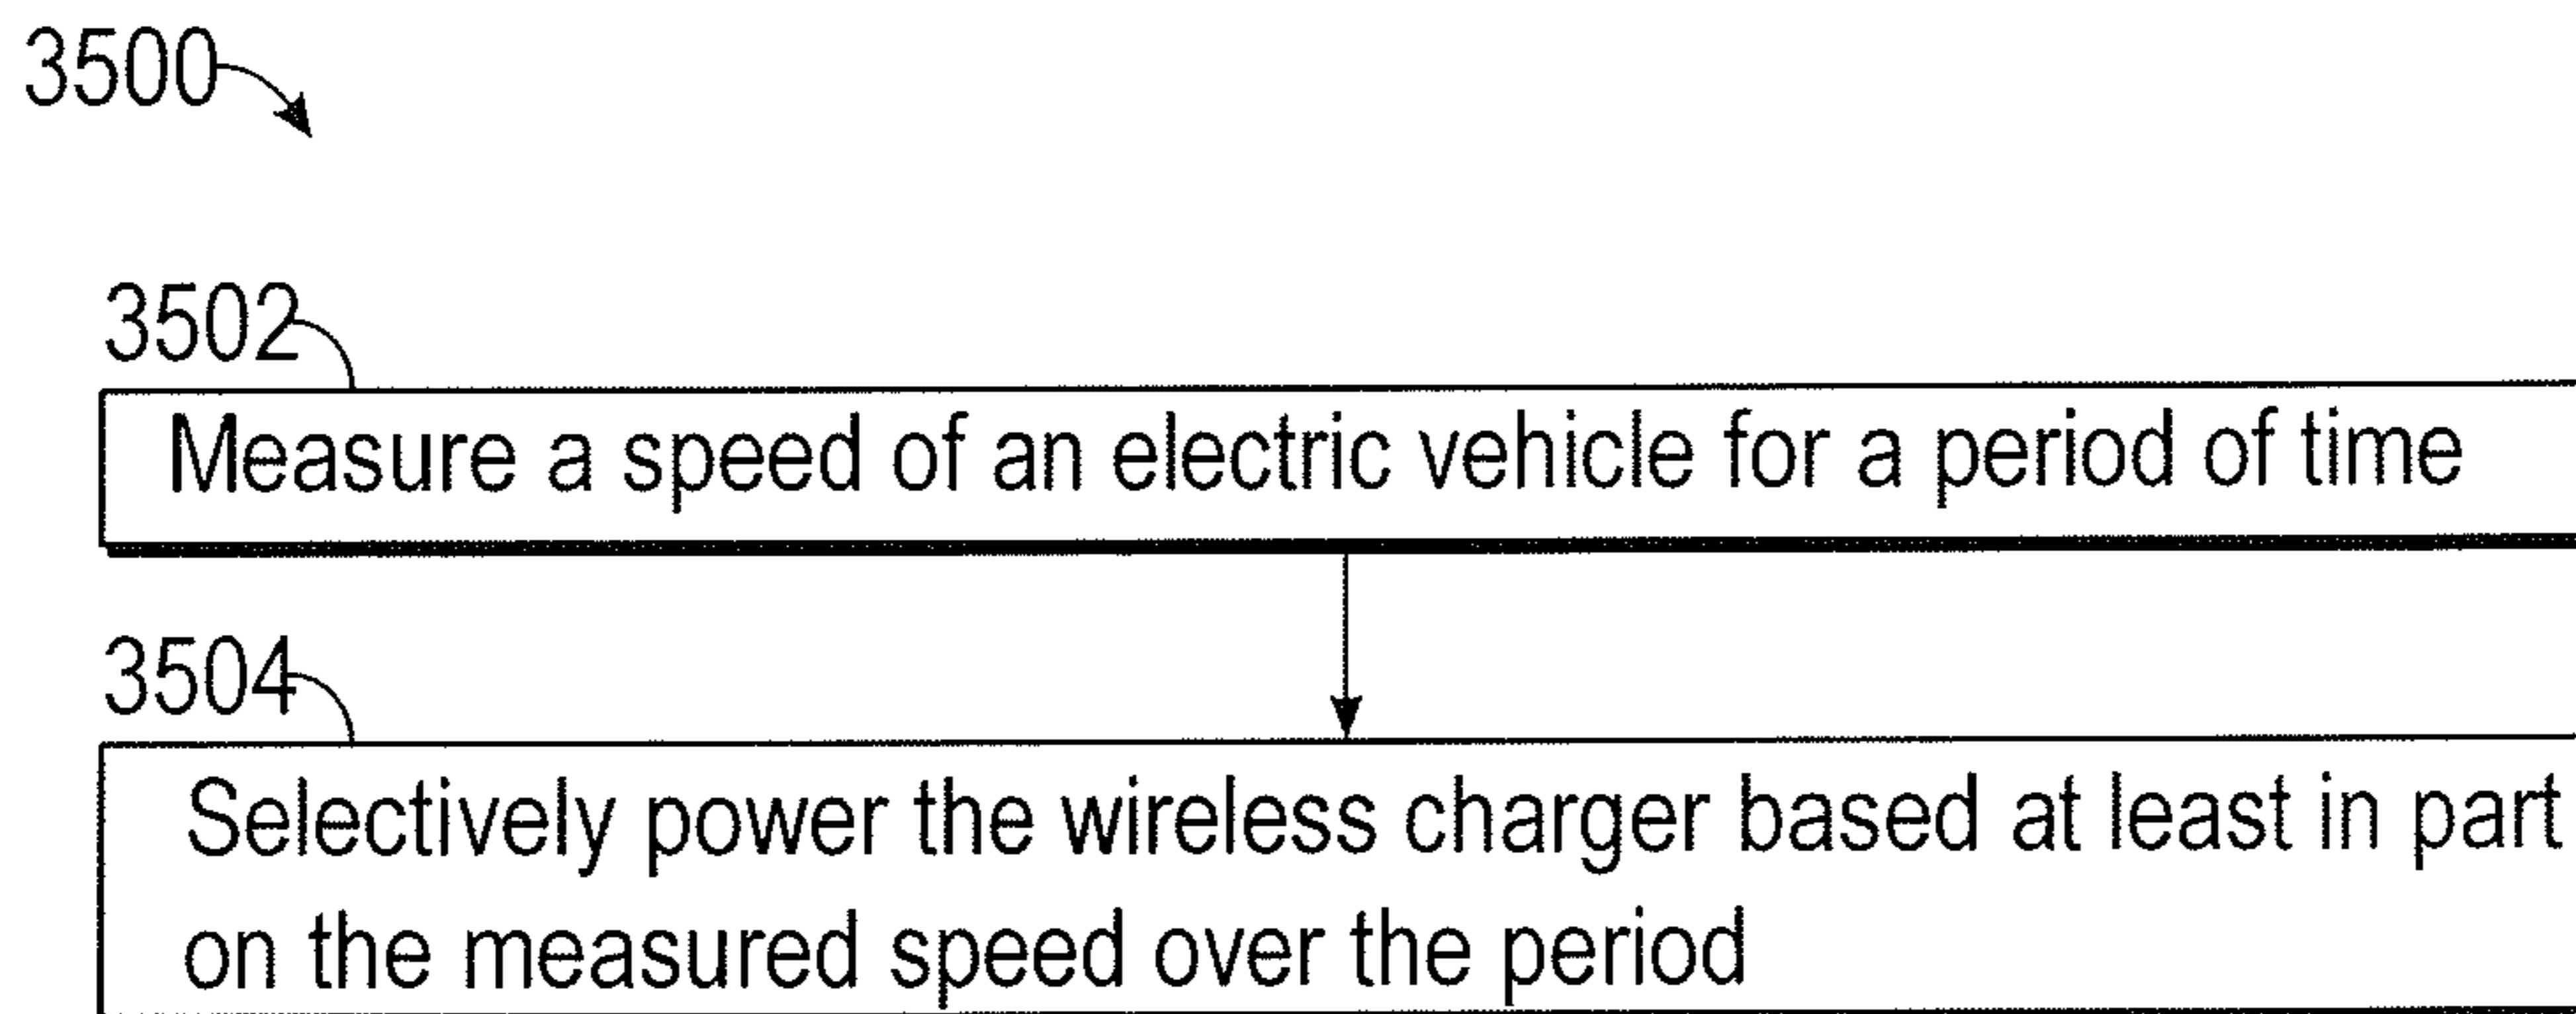 3500
3502
Measure a speed of an electric vehicle for a period of time
3504
Selectively power the wireless charger based at least in part
on the measured speed over the period